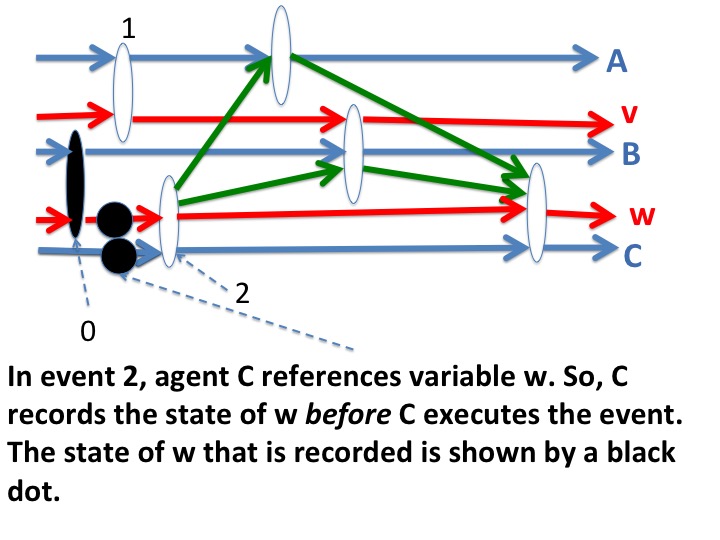 1
A
v
B
w
C
2
0
In event 2, agent C references variable w. So, C
records the state of w before C executes the event.
The state of w that is recorded is shown by a black
dot.